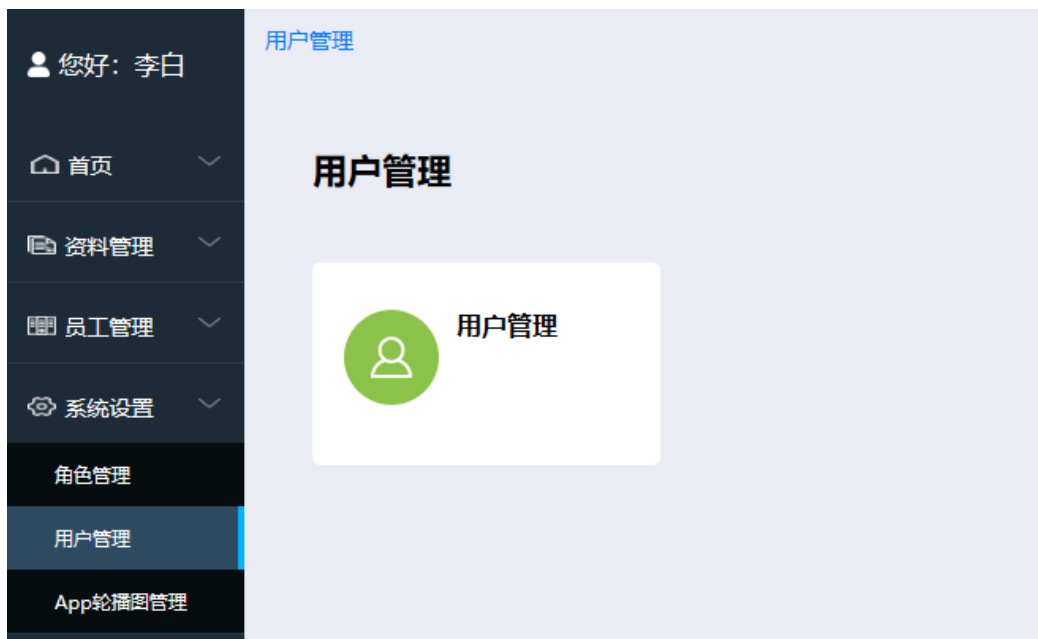 您好：李白
首页
资料管理
员工管理
系统设置
角色管理
用户管理
App轮播图管理
用户管理
用户管理
用户管理